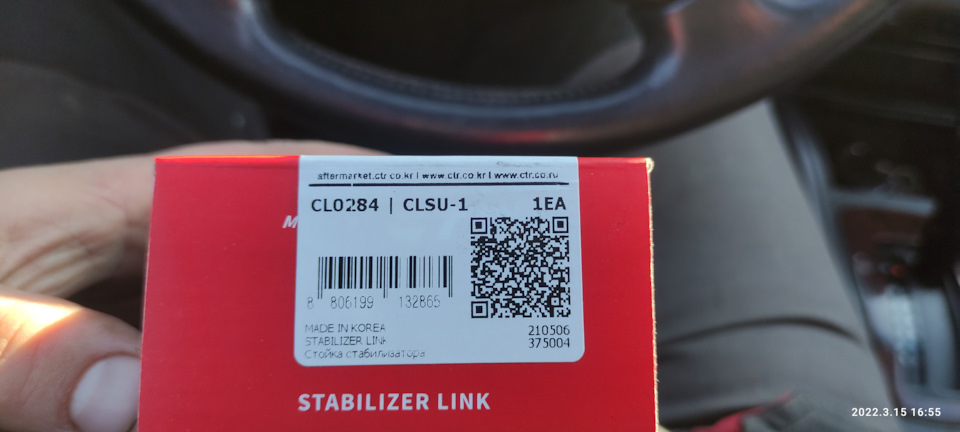 aftermarket.ctr.co.kr | www.ctr.co.kr | www.ctr.co.ru
CL0284 | CLSU-1 1EA
M
8 806199 132865
MADE IN KOREA 210506
STABILIZER LINK 375004
Стойка стабилизатора
STABILIZER LINK
2022.3.15 16:55